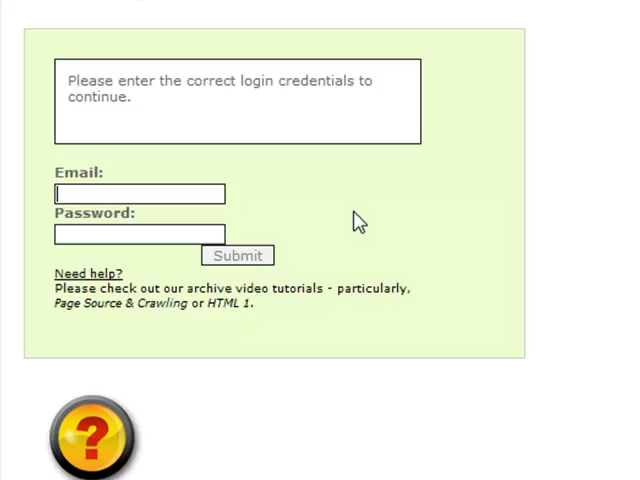 Please enter the correct login credentials to
continue.
Email:
Password:
Submit
Need help?
Please check out our archive video tutorials - particularly,
Page Source & Crawling or HTML 1.
?